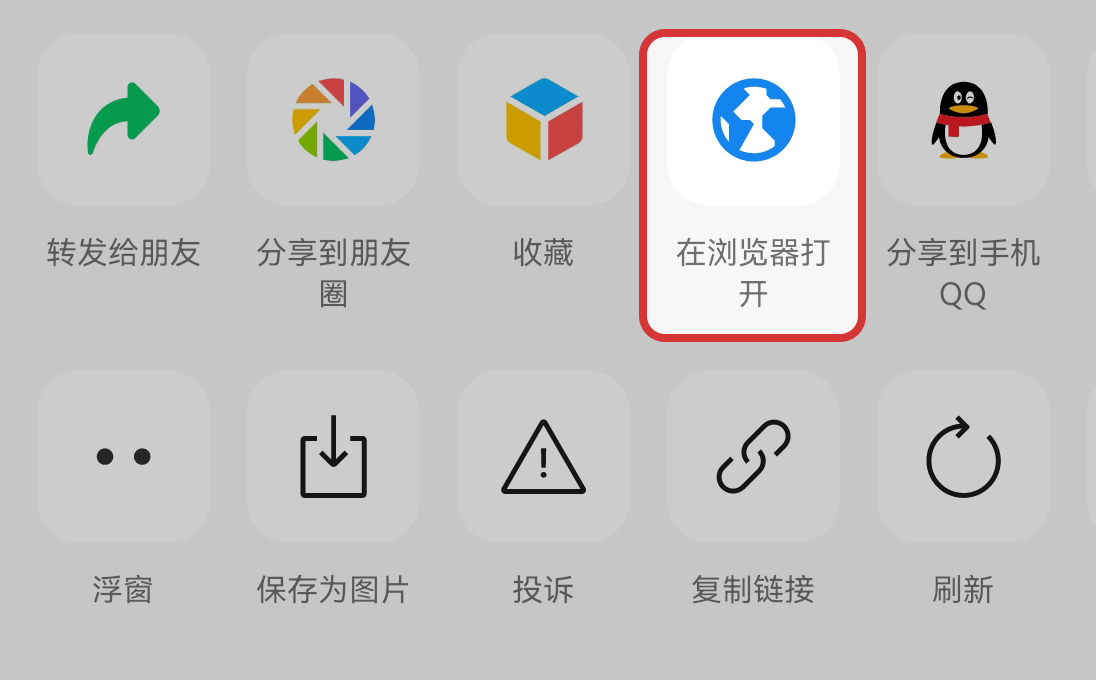 转发给朋友
分享到朋友
圈
收藏
在浏览器打
开
分享到手机
QQ
浮窗
保存为图片
投诉
复制链接
刷新